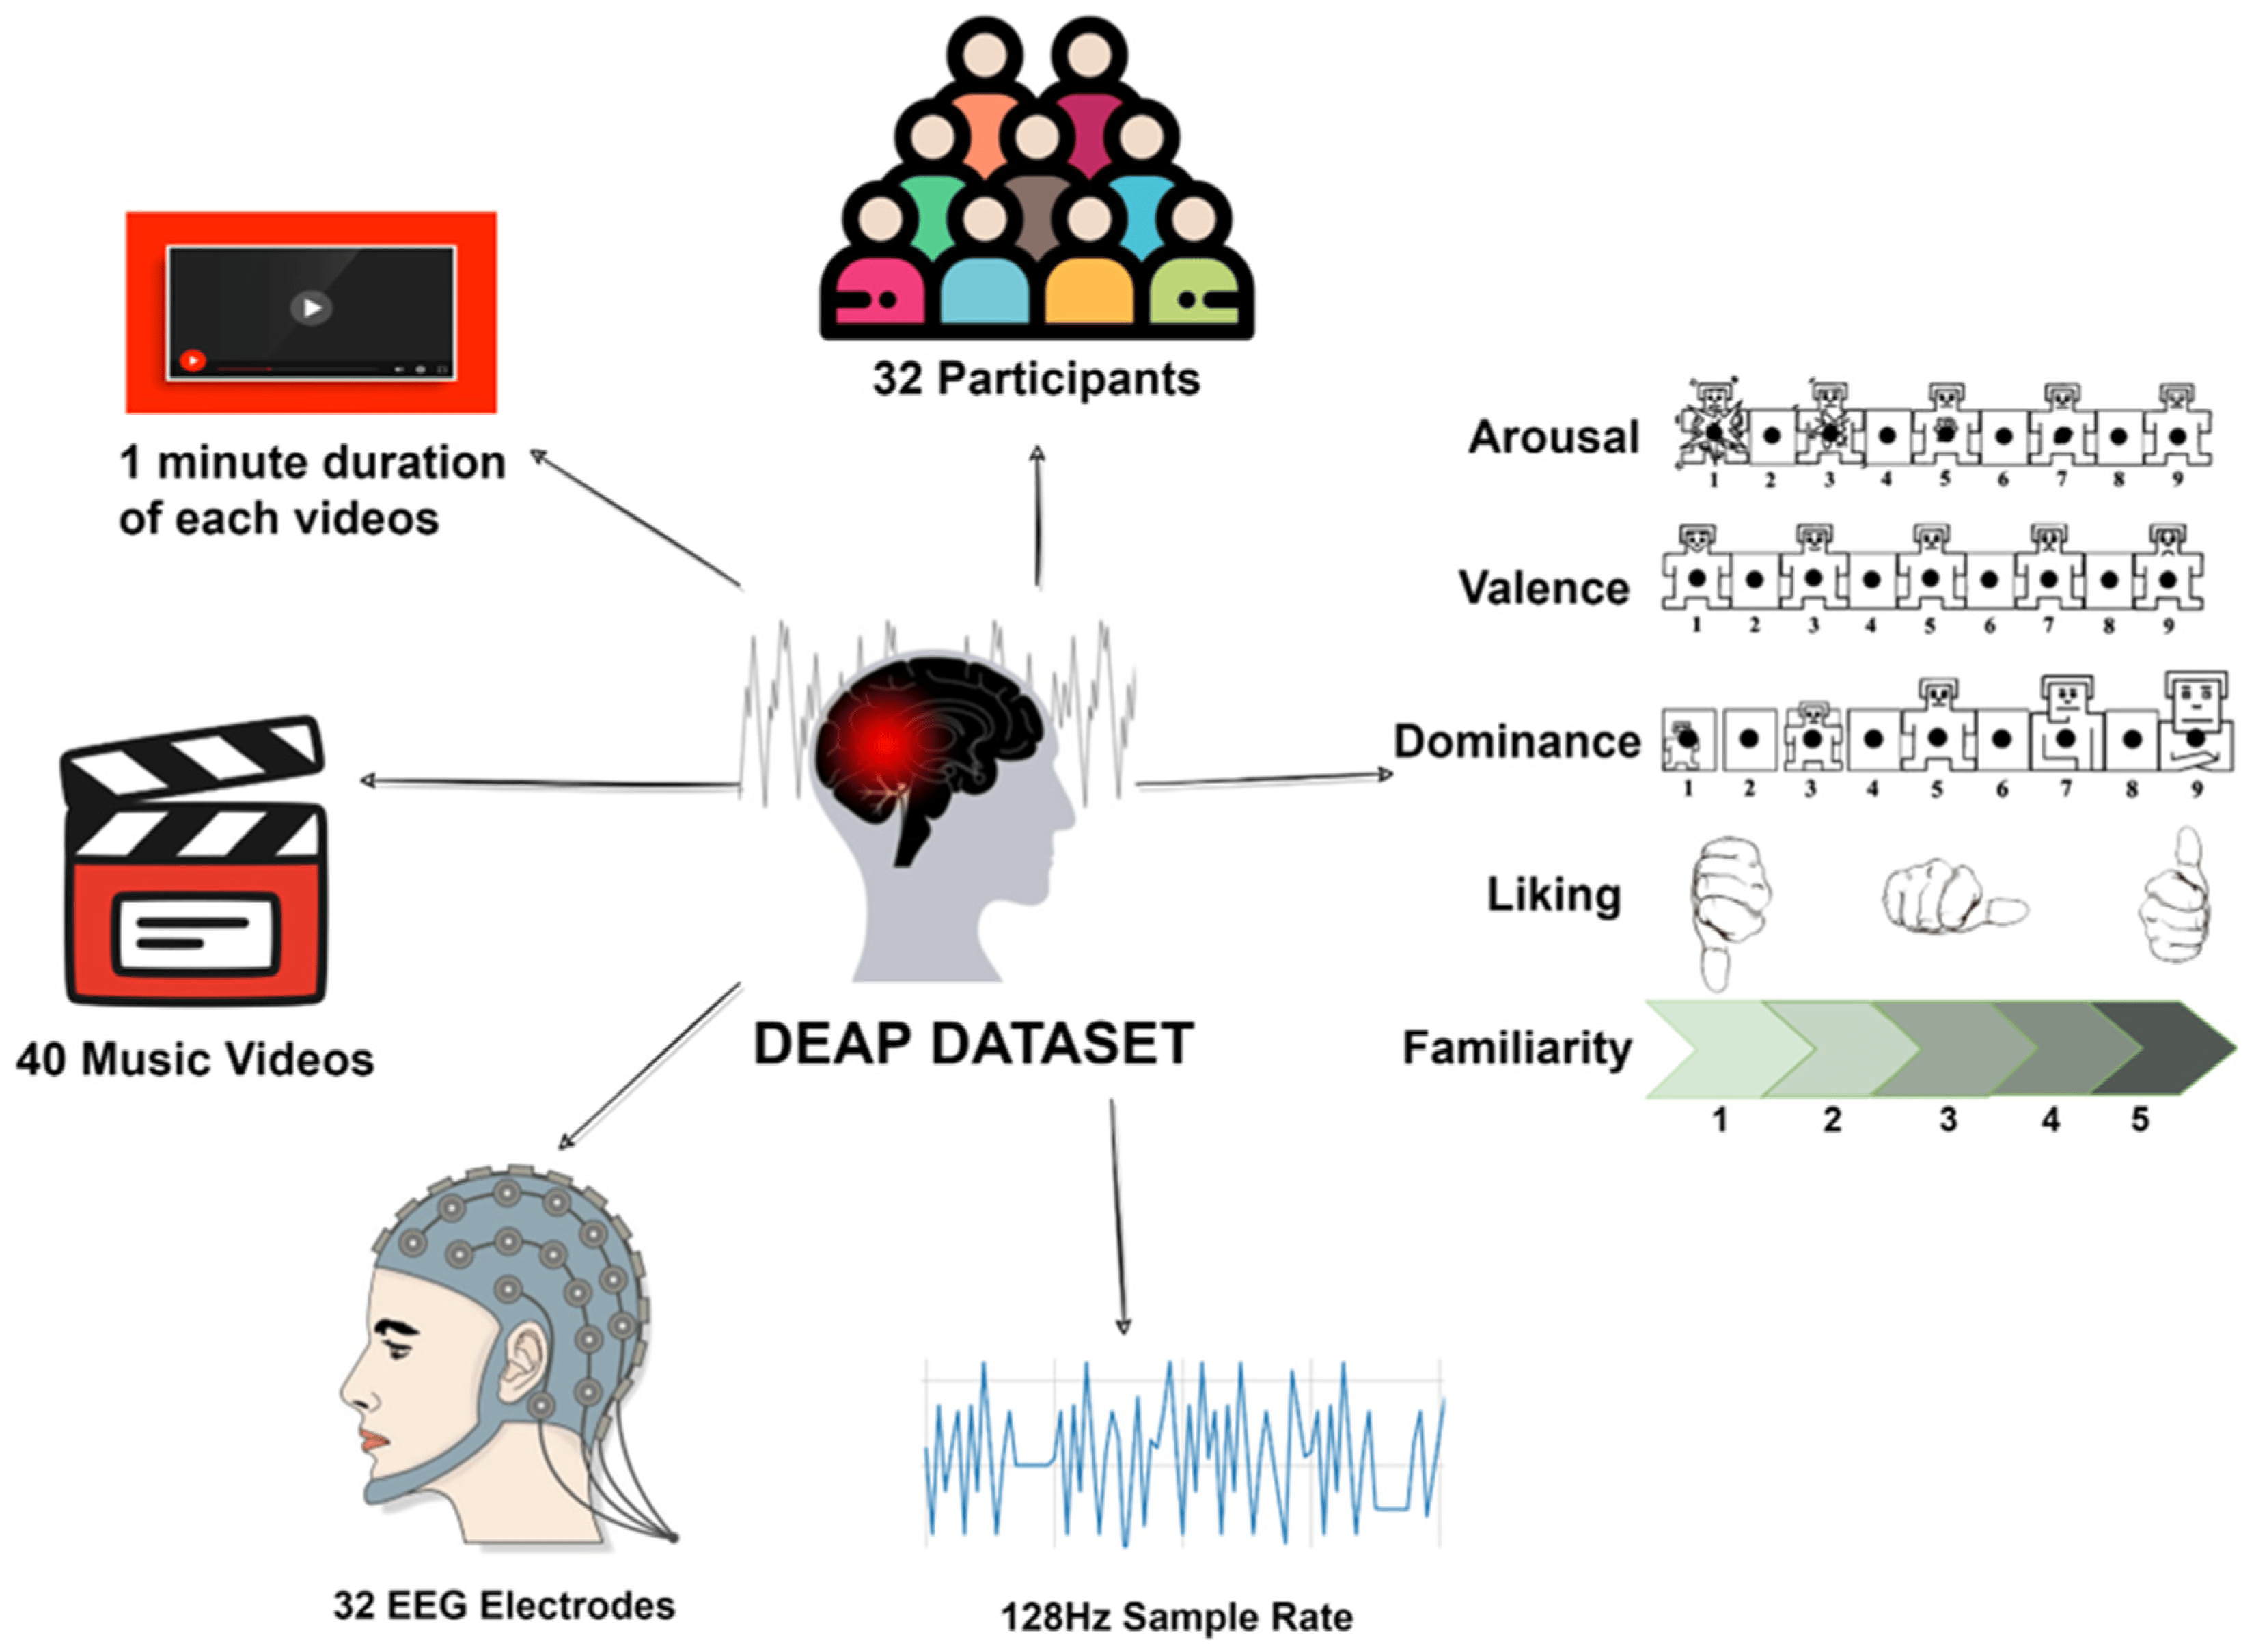 32 Participants
1 minute duration
of each videos
Arousal
1 2 3 4 5 6 7 8 9
Valence
1 2 3 4 5 6 7 8 9
Dominance
1 2 3 4 5 6 7 8 9
Liking
40 Music Videos
DEAP DATASET
Familiarity
1 2 3 4 5
32 EEG Electrodes
128Hz Sample Rate